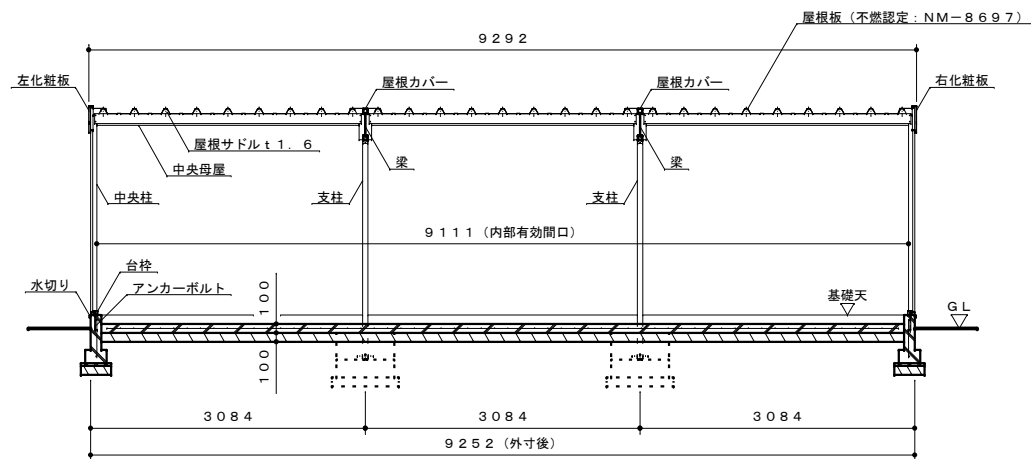 屋根板（不燃認定：ＮＭ－８６９７）
９２９２
左化粧板
屋根カバー
屋根カバー
右化粧板
屋根サドルｔ１．６
中央母屋
梁
梁
中央柱
支柱
支柱
９１１１（内部有効間口）
台枠
水切り
アンカーボルト
１００
基礎天
ＧＬ
１００
３０８４
３０８４
３０８４
９２５２（外寸後）